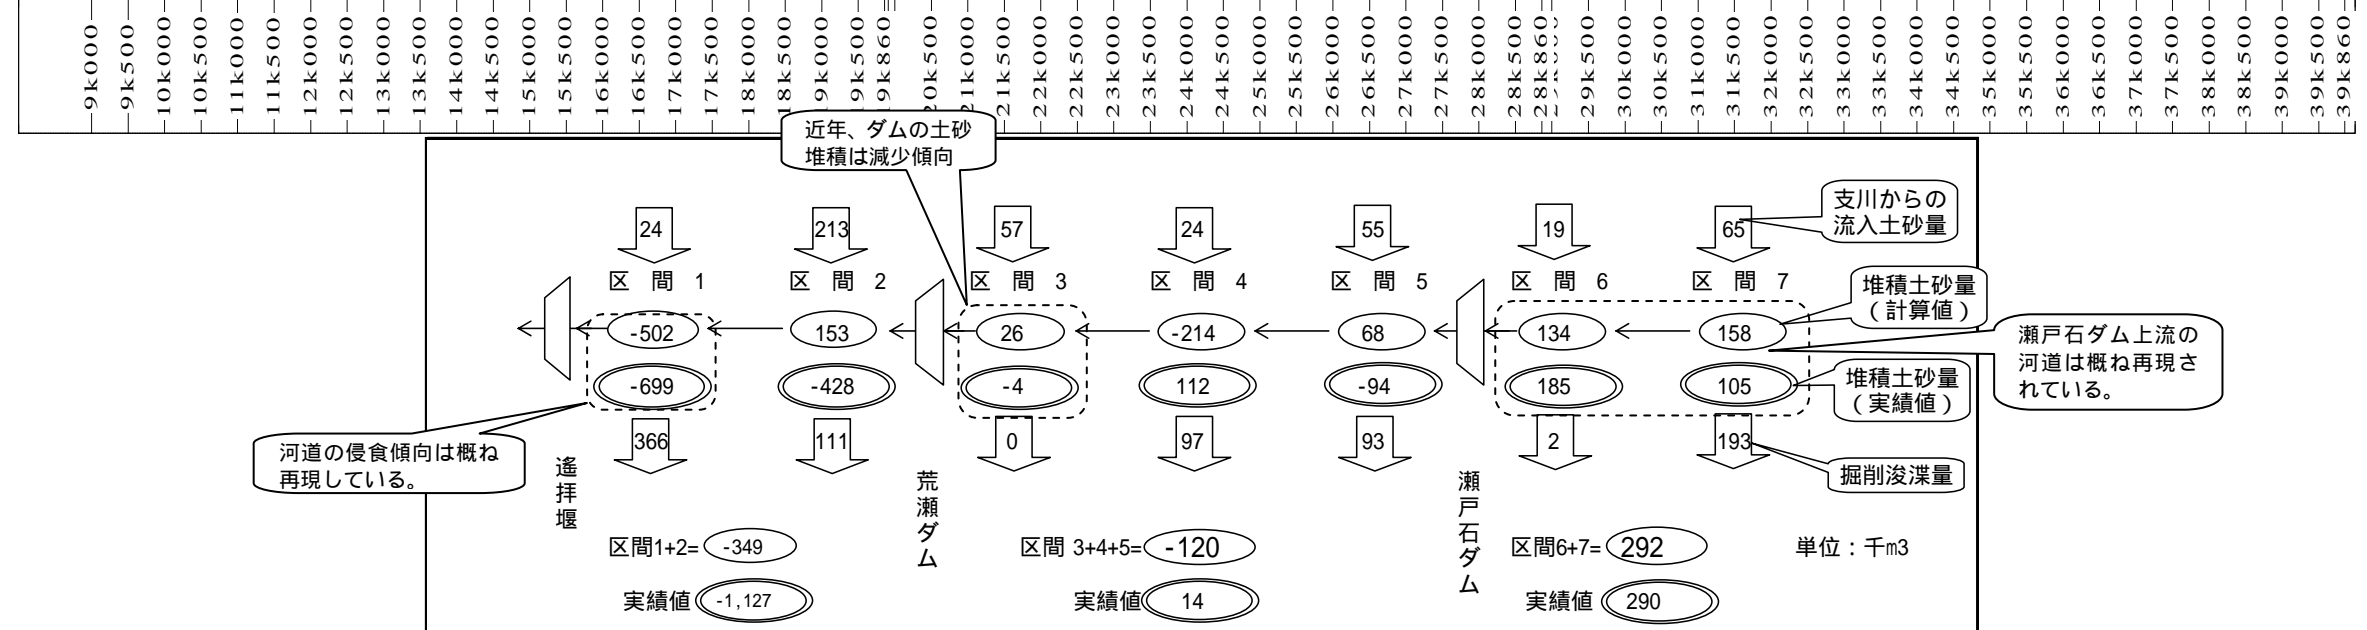 9k000
9k500
10k000
10k500
11k000
11k500
12k000
12k500
13k000
13k500
14k000
14k500
15k000
15k500
16k000
16k500
17k000
17k500
18k000
18k500
19k000
19k500
19k860
20k500
21k000
21k500
22k000
22k500
23k000
23k500
24k000
24k500
25k000
25k500
26k000
26k500
27k000
27k500
28k000
28k500
28k860
29k500
30k000
30k500
31k000
31k500
32k000
32k500
33k000
33k500
34k000
34k500
35k000
35k500
36k000
36k500
37k000
37k500
38k000
38k500
39k000
39k500
39k860
近年、ダムの土砂
堆積は減少傾向
支川からの
流入土砂量
24
213
57
24
55
19
65
区 間 1
区 間 2
区 間 3
区 間 4
区 間 5
区 間 6
区 間 7
堆積土砂量
(計算値)
-502
153
26
-214
68
134
158
瀬戸石ダム上流の
河道は概ね再現さ
れている。
-699
-428
-4
112
-94
185
105
堆積土砂量
(実績値)
366
111
0
97
93
2
193
掘削浚渫量
河道の侵食傾向は概ね
再現している。
遙拝堰
荒瀬ダム
瀬戸石ダム
区間1+2= -349
区間 3+4+5= -120
区間6+7= 292
単位:千m3
実績値 -1,127
実績値 14
実績値 290